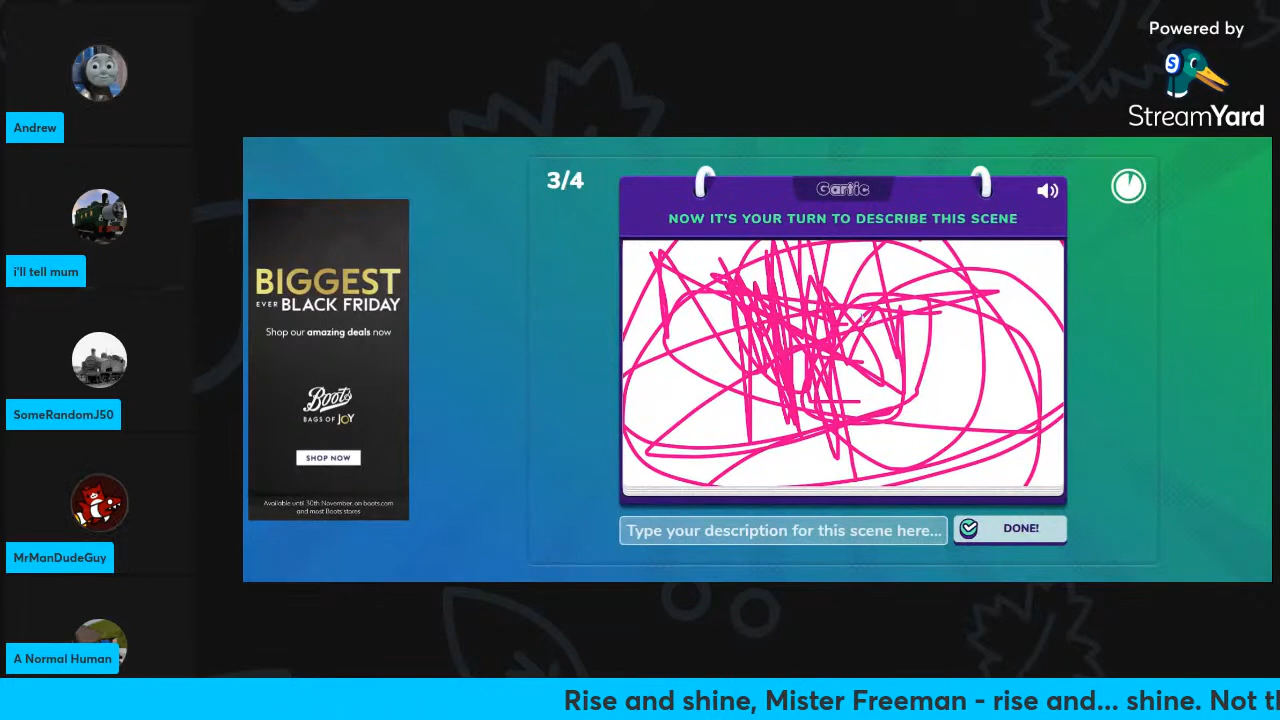 Powered by
S
StreamYard
Andrew
i'll tell mum
SomeRandomJ50
MrManDudeGuy
A Normal Human
BIGGEST
EVER BLACK FRIDAY
Shop our amazing deals now
Boots
BAGS OF JOY
SHOP NOW
Available until 30th November, on boots.com
and most Boots stores
3/4
Gartic
NOW IT'S YOUR TURN TO DESCRIBE THIS SCENE
Type your description for this scene here...
DONE!
Rise and shine, Mister Freeman - rise and... shine. Not t